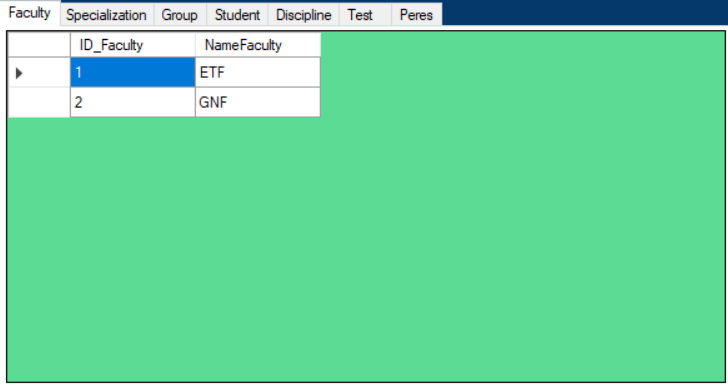 Faculty Specialization Group Student Discipline Test Peres
ID_Faculty NameFaculty
1 ETF
2 GNF